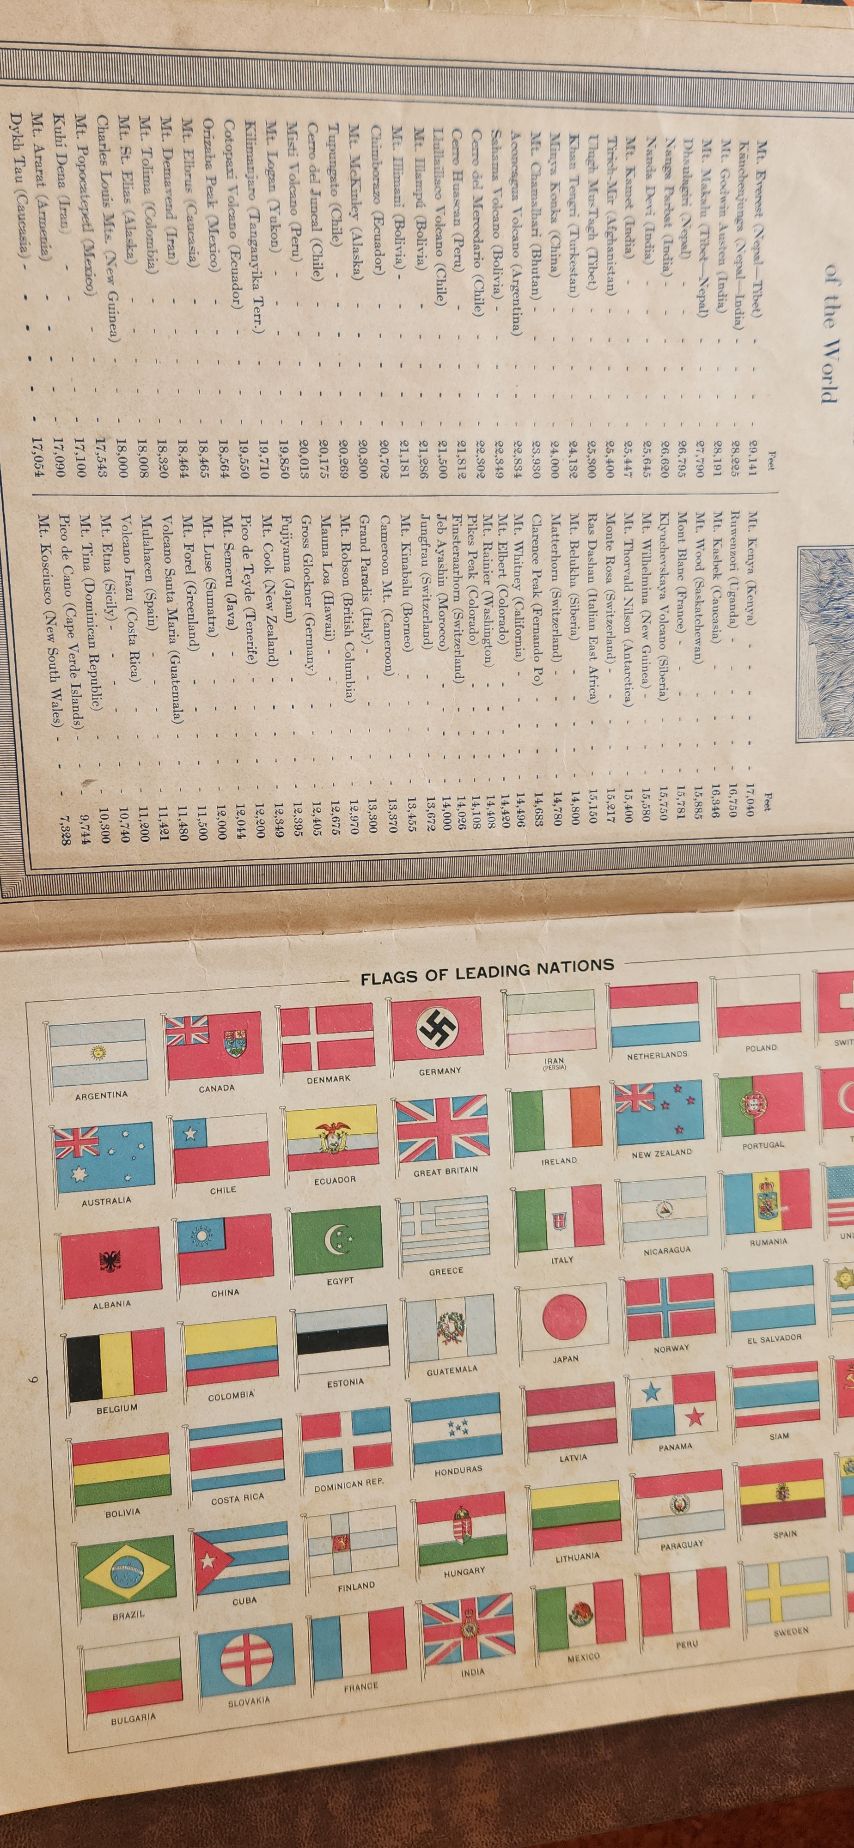 of the World
Feet
Mt. Everest (Nepal—Tibet) - - - 29,141
Kinchenjunga (Nepal—India) - - - 28,225
Mt. Godwin Austen (India) - - - 28,191
Mt. Makalu (Tibet—Nepal) - - - 27,790
Dhaulagiri (Nepal) - - - - 26,795
Nanga Parbat (India) - - - - 26,620
Nanda Devi (India) - - - - 25,645
Mt. Kamet (India) - - - - 25,447
Tirich-Mir (Afghanistan) - - - 25,400
Ulugh Mus Tagh (Tibet) - - - 25,300
Khan Tengri (Turkestan) - - - 24,132
Minya Konka (China) - - - - 24,000
Mt. Chamalhari (Bhutan) - - - 23,930
Aconcagua Volcano (Argentina) - - 22,834
Sahama Volcano (Bolivia) - - - 22,349
Cerro del Mercedario (Chile) - - - 22,302
Cerro Huascan (Peru) - - - - 21,812
Llullaillaco Volcano (Chile) - - - 21,500
Mt. Illampú (Bolivia) - - - - 21,286
Mt. Illimani (Bolivia) - - - - 21,181
Chimborazo (Ecuador) - - - - 20,702
Mt. McKinley (Alaska) - - - - 20,300
Tupungato (Chile) - - - - 20,269
Cerro del Juncal (Chile) - - - 20,175
Misti Volcano (Peru) - - - - 20,013
Mt. Logan (Yukon) - - - - 19,850
Kilimanjaro (Tanganyika Terr.) - - 19,710
Cotopaxi Volcano (Ecuador) - - - 19,550
Orizaba Peak (Mexico) - - - - 18,564
Mt. Elbrus (Caucasia) - - - - 18,465
Mt. Demavend (Iran) - - - - 18,464
Mt. Tolima (Colombia) - - - - 18,320
Mt. St. Elias (Alaska) - - - - 18,008
Charles Louis Mts. (New Guinea) - - 18,000
Mt. Popocatepetl (Mexico) - - - 17,543
Kuhi Dena (Iran) - - - - 17,100
Mt. Ararat (Armenia) - - - - 17,090
Dykh Tau (Caucasia) - - - - 17,054
Feet
Mt. Kenya (Kenya) - - - - 17,040
Ruwenzori (Uganda) - - - - 16,750
Mt. Kasbek (Caucasia) - - - - 16,346
Mt. Wood (Saskatchewan) - - - 15,885
Mont Blanc (France) - - - - 15,781
Klyuchevskaya Volcano (Siberia) - - 15,750
Mt. Wilhelmina (New Guinea) - - - 15,580
Mt. Thorvald Nilson (Antarctica) - - 15,400
Monte Rosa (Switzerland) - - - 15,217
Ras Dashan (Italian East Africa) - - 15,150
Mt. Belukha (Siberia) - - - - 14,800
Matterhorn (Switzerland) - - - 14,780
Clarence Peak (Fernando Po) - - - 14,683
Mt. Whitney (California) - - - 14,496
Mt. Elbert (Colorado) - - - - 14,420
Mt. Rainier (Washington) - - - 14,408
Pikes Peak (Colorado) - - - - 14,108
Finsteraarhorn (Switzerland) - - - 14,026
Jeb Ayashin (Morocco) - - - - 14,000
Jungfrau (Switzerland) - - - - 13,672
Mt. Kinabalu (Borneo) - - - - 13,455
Cameroon Mt. (Cameroon) - - - 13,370
Grand Paradis (Italy) - - - - 13,300
Mt. Robson (British Columbia) - - 12,970
Mauna Loa (Hawaii) - - - - 12,675
Gross Glockner (Germany) - - - 12,405
Fujiyama (Japan) - - - - 12,395
Mt. Cook (New Zealand) - - - 12,349
Pico de Teyde (Tenerife) - - - 12,200
Mt. Semeru (Java) - - - - 12,044
Mt. Luse (Sumatra) - - - - 12,000
Mt. Forel (Greenland) - - - - 11,500
Volcano Santa Maria (Guatemala) - - 11,480
Mulahacen (Spain) - - - - 11,421
Volcano Irazu (Costa Rica) - - - 11,200
Mt. Etna (Sicily) - - - - 10,740
Mt. Tina (Dominican Republic) - - 10,300
Pico de Cano (Cape Verde Islands) - - 9,744
Mt. Kosciusco (New South Wales) - - 7,328
FLAGS OF LEADING NATIONS
ARGENTINA CANADA DENMARK GERMANY IRAN NETHERLANDS POLAND SWIT
(PERSIA)
AUSTRALIA CHILE ECUADOR GREAT BRITAIN IRELAND NEW ZEALAND PORTUGAL
ALBANIA CHINA EGYPT GREECE ITALY NICARAGUA RUMANIA UNI
BELGIUM COLOMBIA ESTONIA GUATEMALA JAPAN NORWAY EL SALVADOR
BOLIVIA COSTA RICA DOMINICAN REP. HONDURAS LATVIA PANAMA SIAM
BRAZIL CUBA FINLAND HUNGARY LITHUANIA PARAGUAY SPAIN
BULGARIA SLOVAKIA FRANCE INDIA MEXICO PERU SWEDEN
9